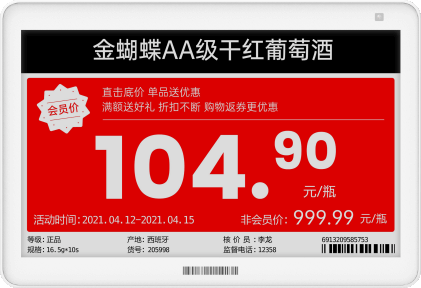 金蝴蝶AA级干红葡萄酒
会员价
直击底价 单品送优惠
满额送好礼 折扣不断 购物返券更优惠
104.90
元/瓶
活动时间:2021.04.12-2021.04.15
非会员价: 999.99 元/瓶
等级: 正品
产地: 西班牙
核 价 员 : 李龙
6913209585753
规格: 16.5g*10s
货号: 205998
监督电话: 12358